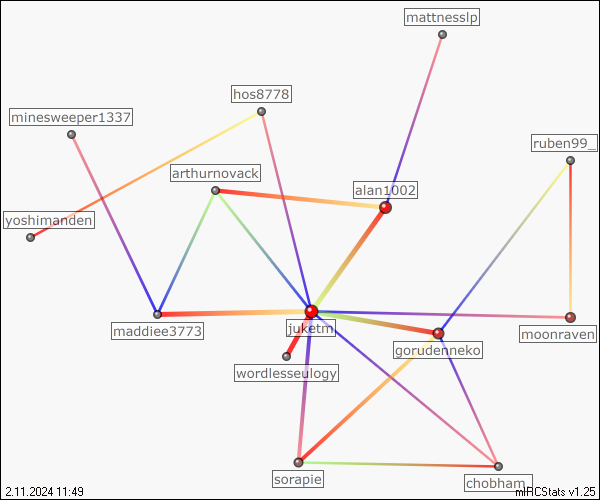 mattnesslp
hos8778
minesweeper1337
ruben99_
arthurnovack
alan1002
yoshimanden
maddiee3773
juketm
moonraven
gorudenneko
wordlesseulogy
sorapie
chobham_
2.11.2024 11:49
mIRCStats v1.25